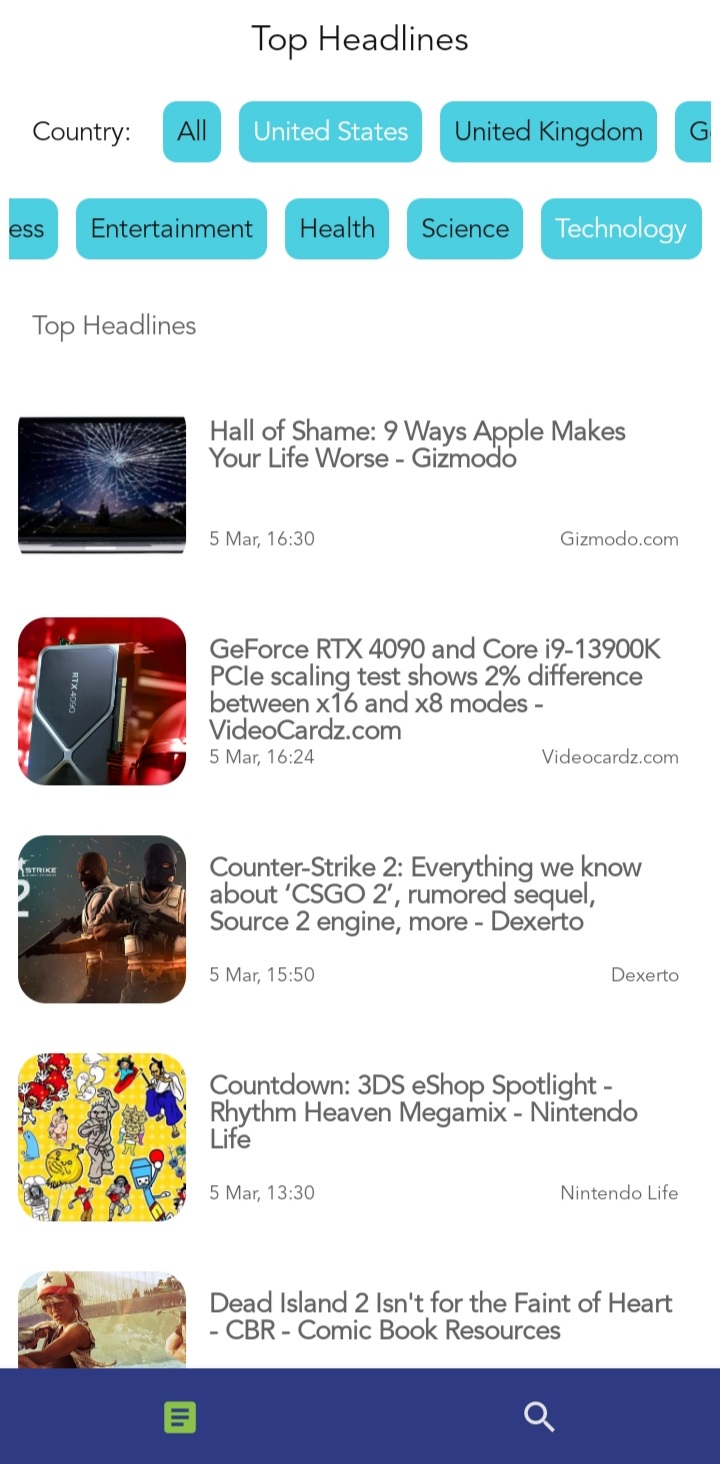 Top Headlines
Country: All United States United Kingdom G
ess Entertainment Health Science Technology
Top Headlines
Hall of Shame: 9 Ways Apple Makes
Your Life Worse - Gizmodo
5 Mar, 16:30 Gizmodo.com
RTX 4090
GeForce RTX 4090 and Core i9-13900K
PCIe scaling test shows 2% difference
between x16 and x8 modes -
VideoCardz.com
5 Mar, 16:24 Videocardz.com
STRIKE
2
Counter-Strike 2: Everything we know
about ‘CSGO 2’, rumored sequel,
Source 2 engine, more - Dexerto
5 Mar, 15:50 Dexerto
Countdown: 3DS eShop Spotlight -
Rhythm Heaven Megamix - Nintendo
Life
5 Mar, 13:30 Nintendo Life
Dead Island 2 Isn't for the Faint of Heart
- CBR - Comic Book Resources